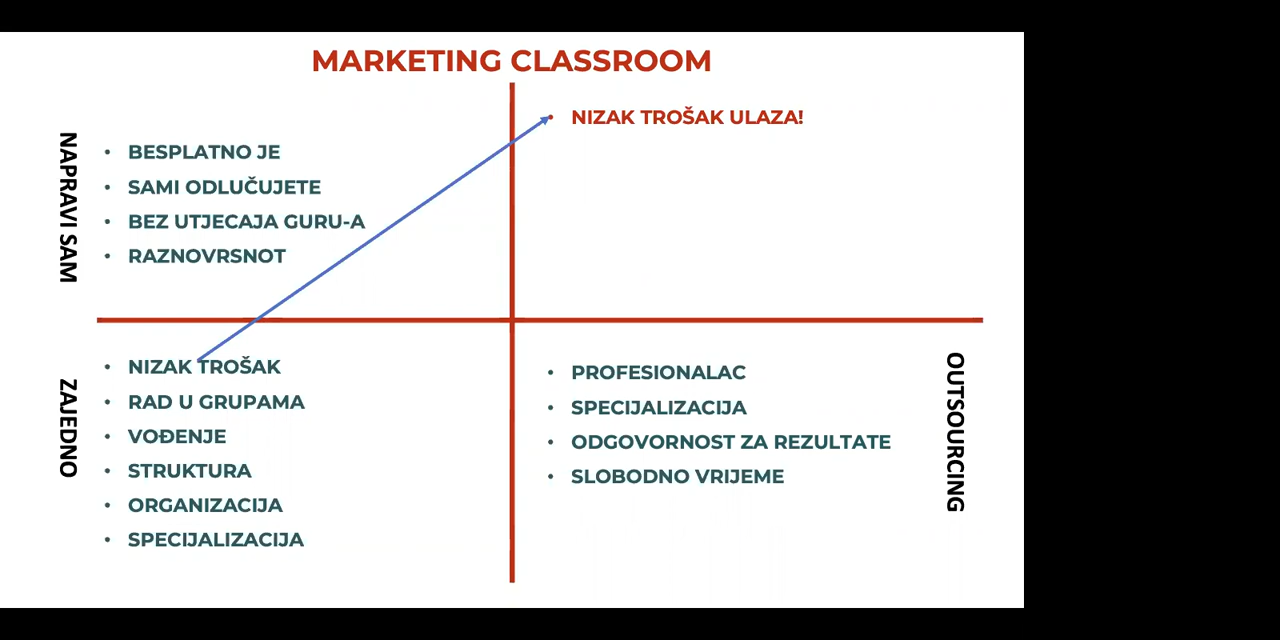 MARKETING CLASSROOM
NAPRAVI SAM
• BESPLATNO JE
• SAMI ODLUČUJETE
• BEZ UTJECAJA GURU-A
• RAZNOVRSNOT
• NIZAK TROŠAK ULAZA!
ZAJEDNO
• NIZAK TROŠAK
• RAD U GRUPAMA
• VOĐENJE
• STRUKTURA
• ORGANIZACIJA
• SPECIJALIZACIJA
• PROFESIONALAC
• SPECIJALIZACIJA
• ODGOVORNOST ZA REZULTATE
• SLOBODNO VRIJEME
OUTSOURCING